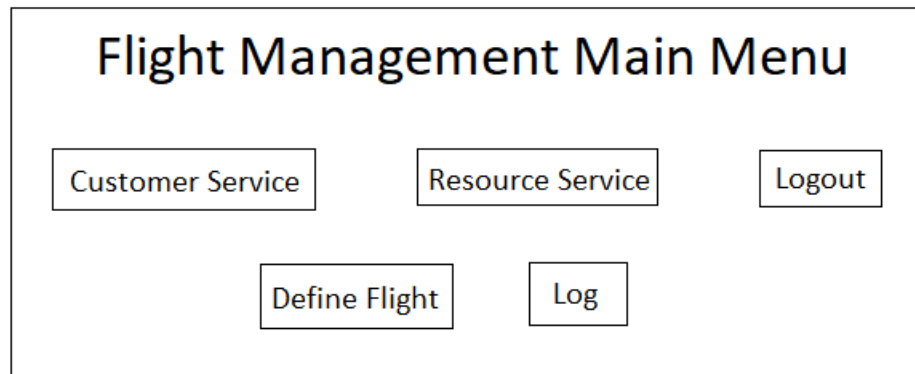 Flight Management Main Menu
Customer Service
Resource Service
Logout
Define Flight
Log